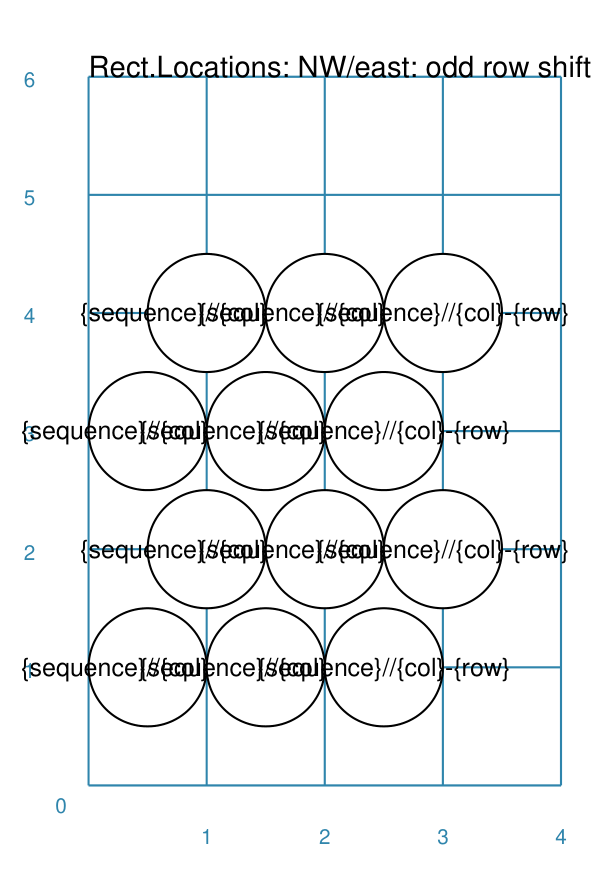 Rect.Locations: NW/east: odd row shift
6
5
4
{sequence}//{col}-{row} {sequence}//{col}-{row} {sequence}//{col}-{row}
3
{sequence}//{col}-{row} {sequence}//{col}-{row} {sequence}//{col}-{row}
2
{sequence}//{col}-{row} {sequence}//{col}-{row} {sequence}//{col}-{row}
1
{sequence}//{col}-{row} {sequence}//{col}-{row} {sequence}//{col}-{row}
0
1 2 3 4